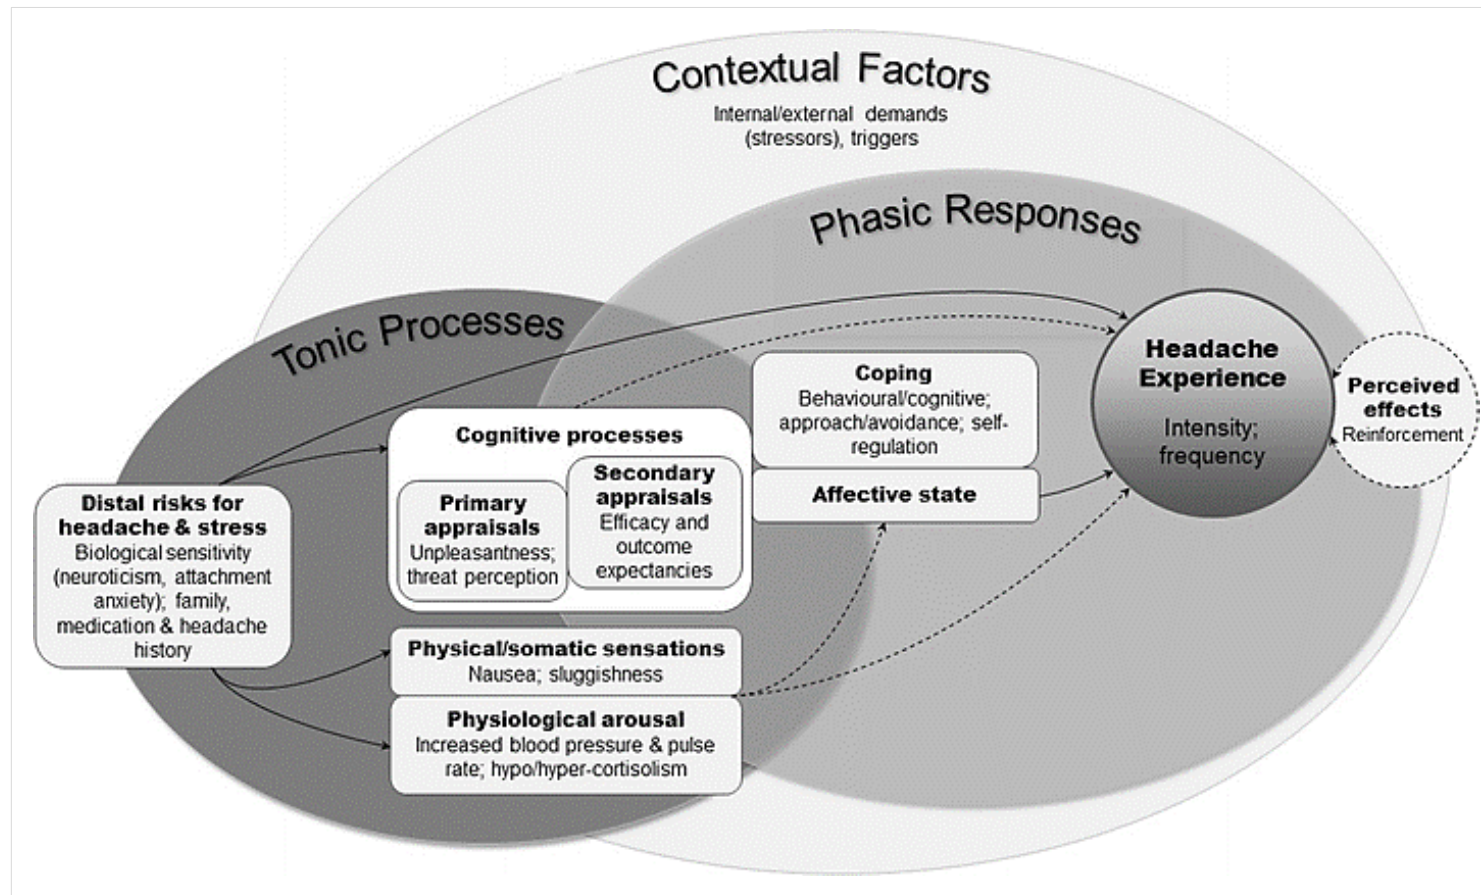 Contextual Factors
Internal/external demands
(stressors), triggers
Phasic Responses
Tonic Processes
Headache
Experience
Intensity;
frequency
Perceived
effects
Reinforcement
Coping
Behavioural/cognitive;
approach/avoidance; self-
regulation
Affective state
Cognitive processes
Primary
appraisals
Unpleasantness;
threat perception
Secondary
appraisals
Efficacy and
outcome
expectancies
Distal risks for
headache & stress
Biological sensitivity
(neuroticism, attachment
anxiety); family,
medication & headache
history
Physical/somatic sensations
Nausea; sluggishness
Physiological arousal
Increased blood pressure & pulse
rate; hypo/hyper-cortisolism